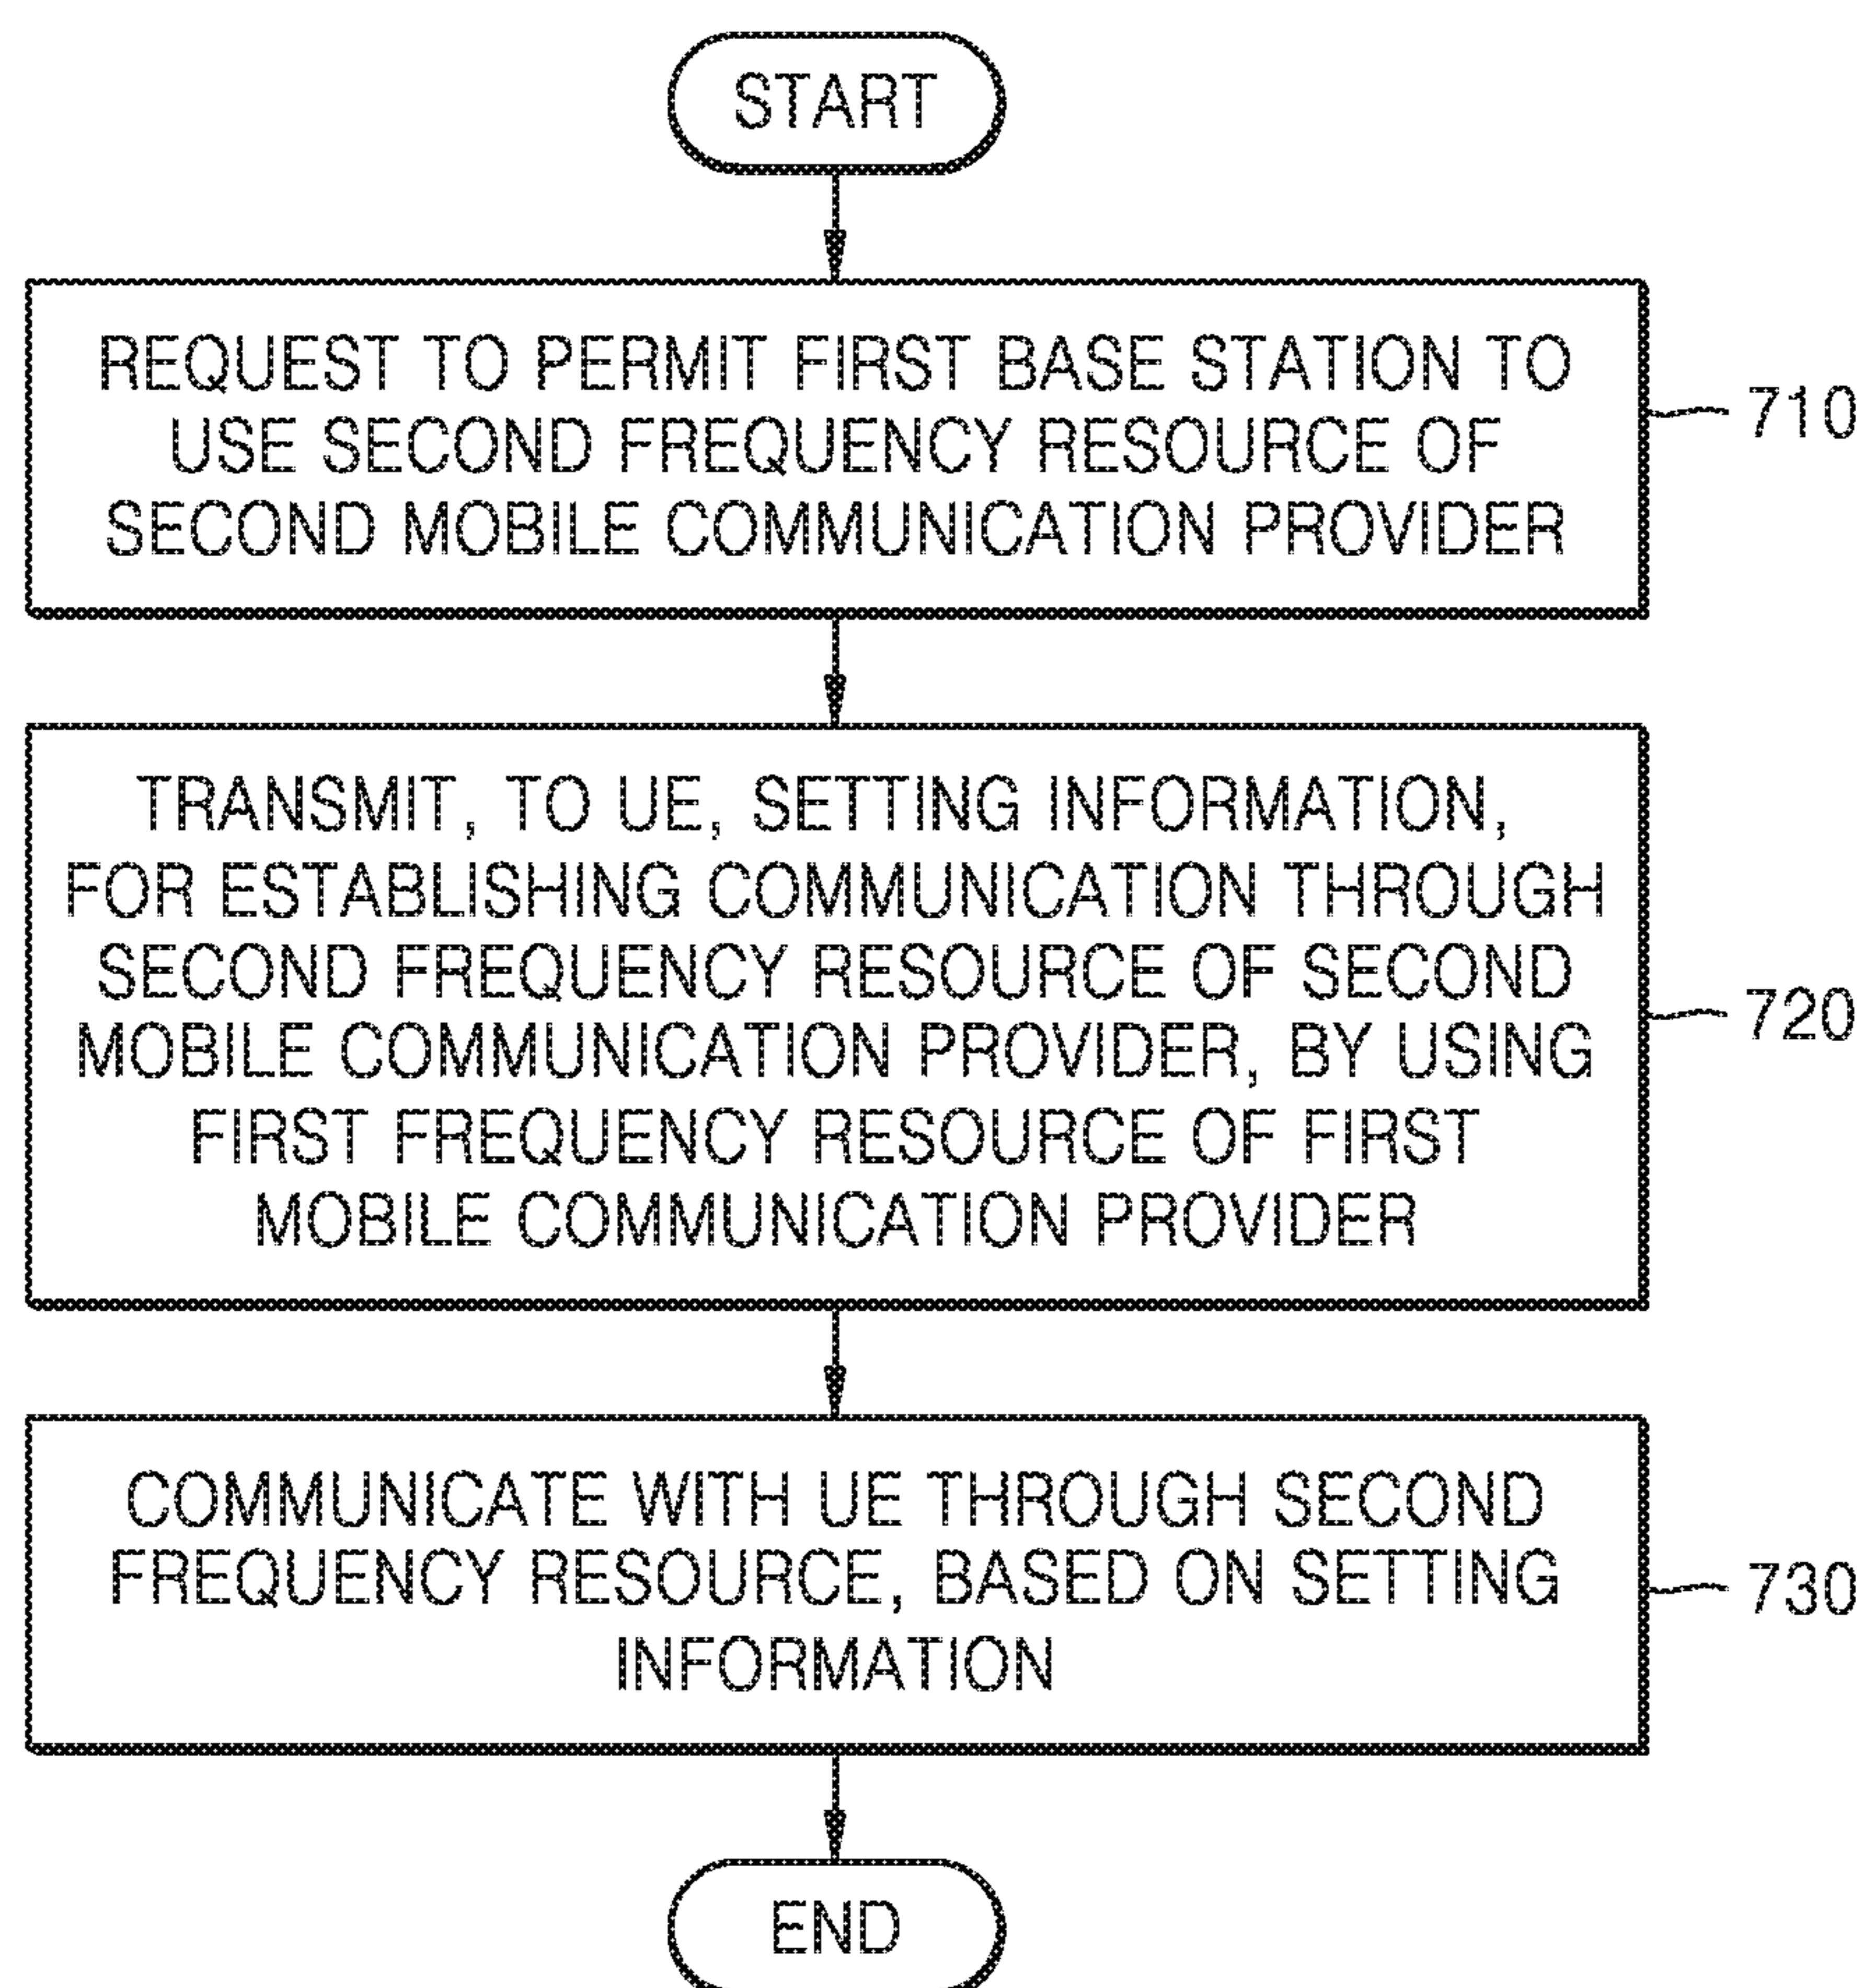 START
REQUEST TO PERMIT FIRST BASE STATION TO
USE SECOND FREQUENCY RESOURCE OF
SECOND MOBILE COMMUNICATION PROVIDER
710
TRANSMIT, TO UE, SETTING INFORMATION,
FOR ESTABLISHING COMMUNICATION THROUGH
SECOND FREQUENCY RESOURCE OF SECOND
MOBILE COMMUNICATION PROVIDER, BY USING
FIRST FREQUENCY RESOURCE OF FIRST
MOBILE COMMUNICATION PROVIDER
720
COMMUNICATE WITH UE THROUGH SECOND
FREQUENCY RESOURCE, BASED ON SETTING
INFORMATION
730
END